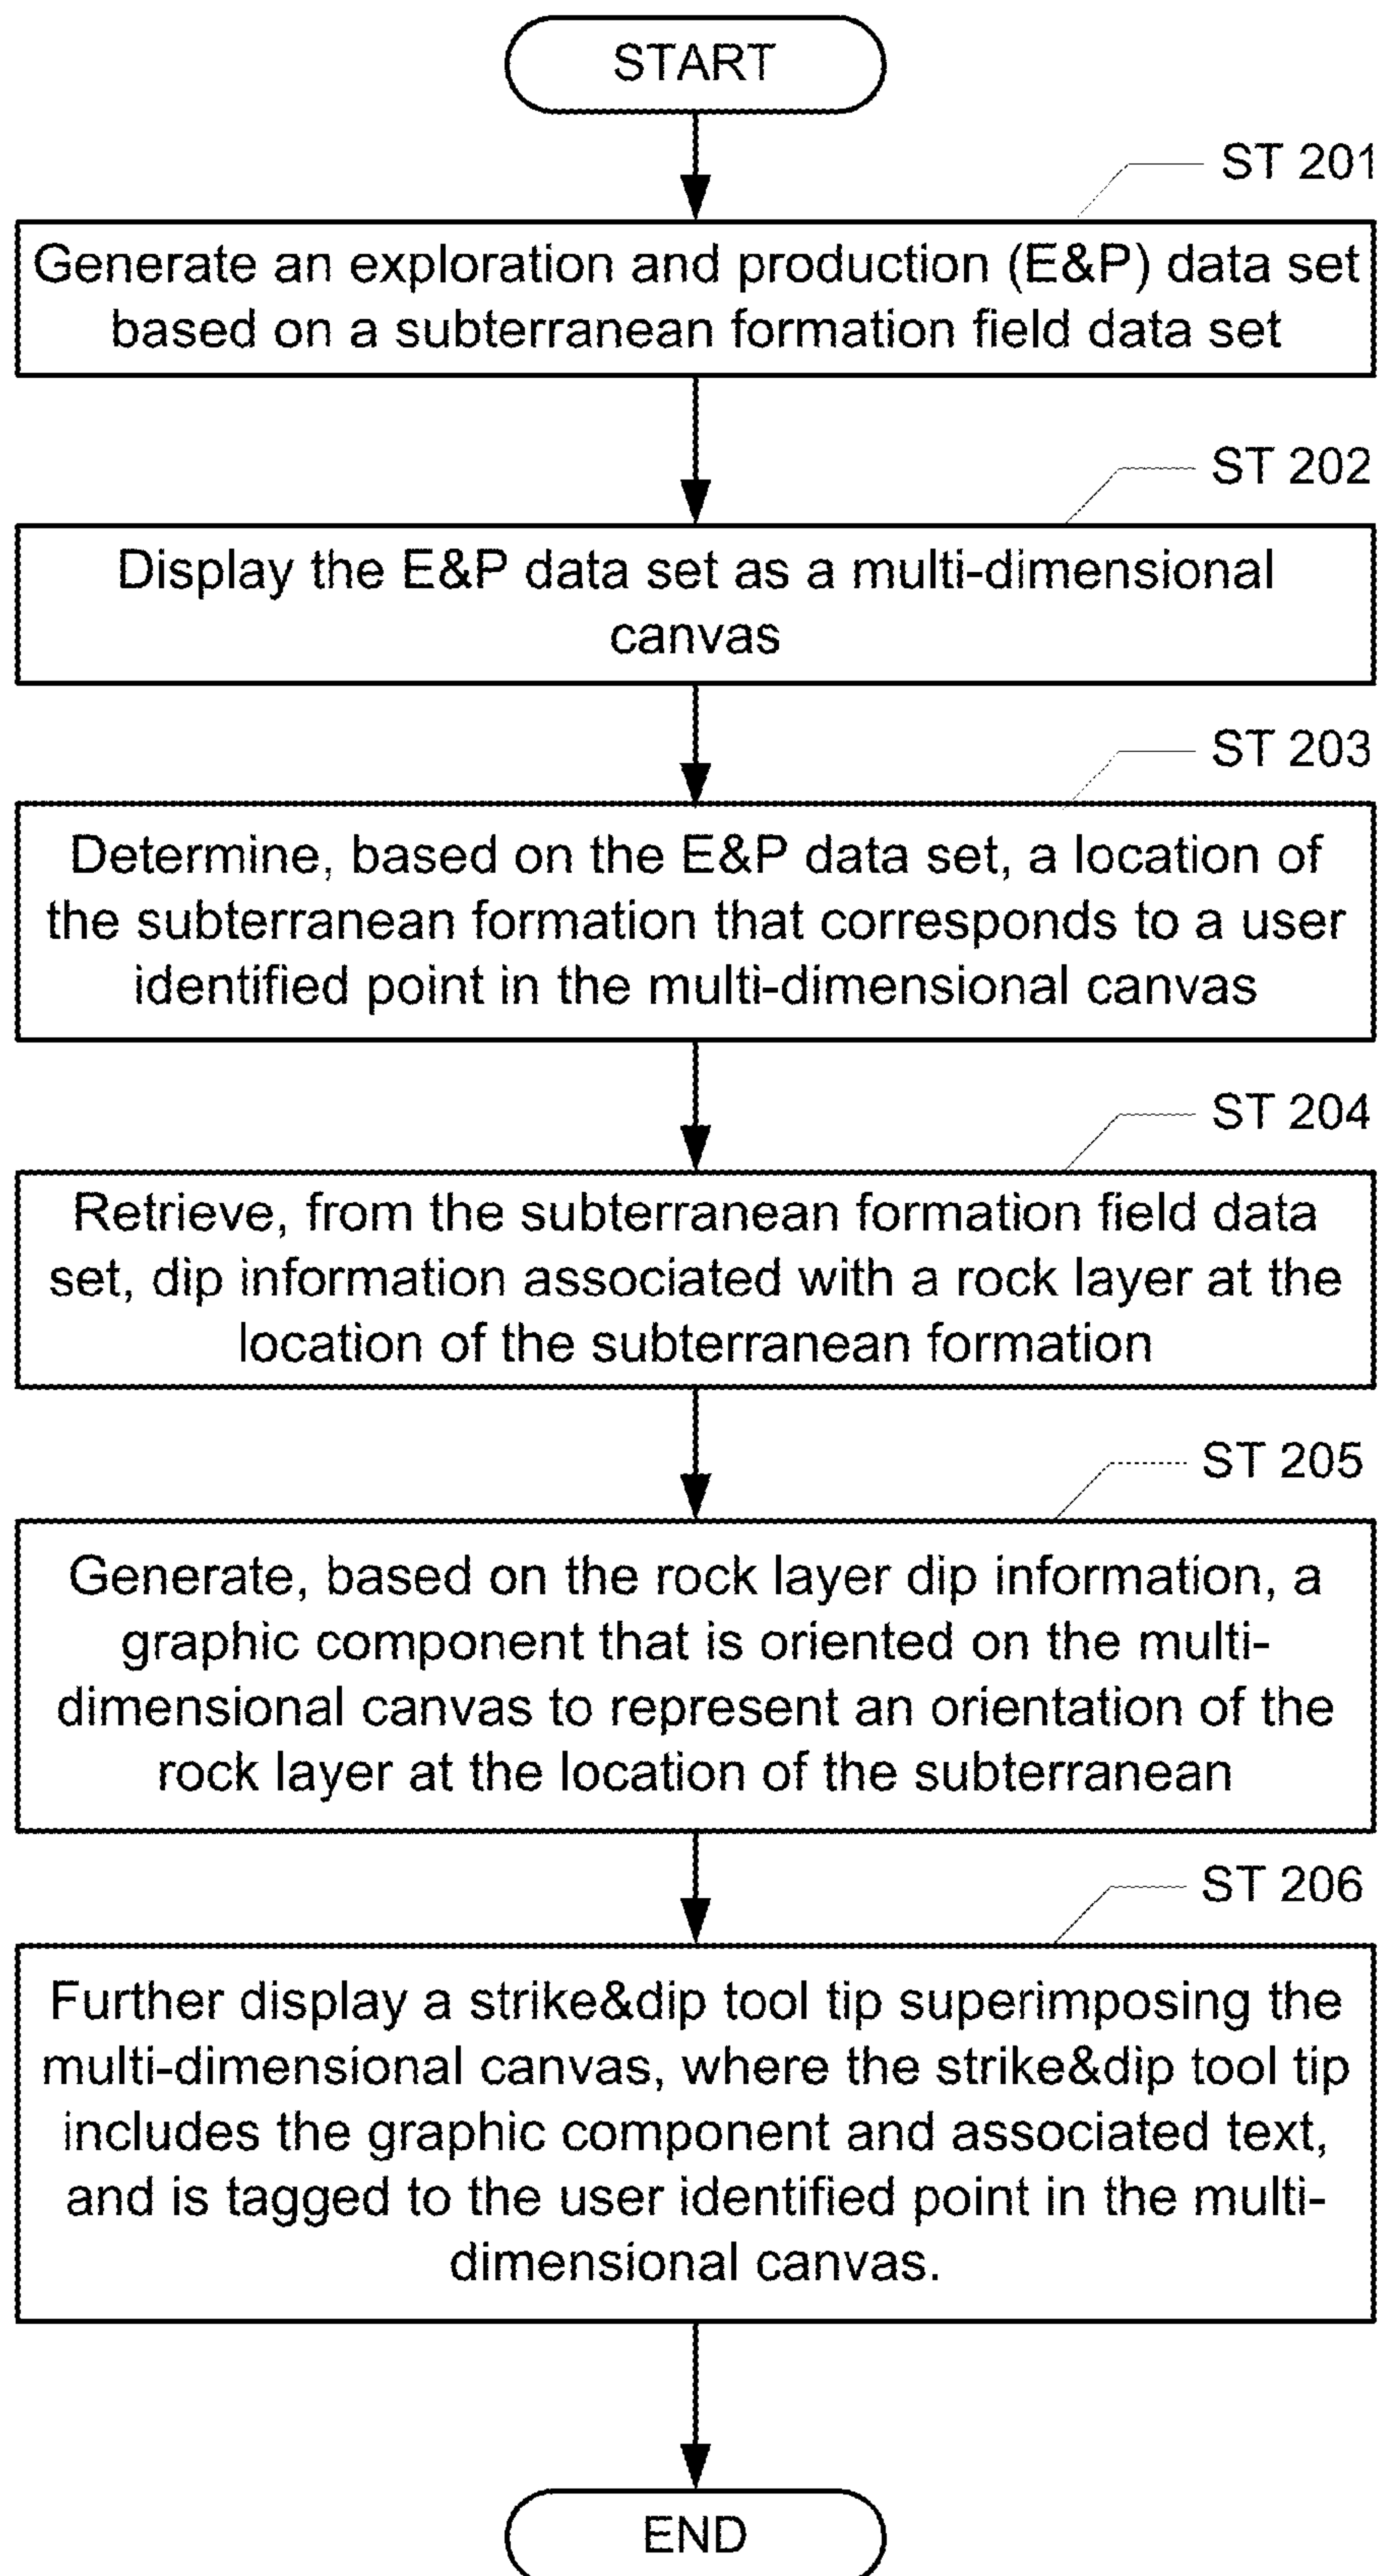 START
ST 201
Generate an exploration and production (E&P) data set
based on a subterranean formation field data set
ST 202
Display the E&P data set as a multi-dimensional
canvas
ST 203
Determine, based on the E&P data set, a location of
the subterranean formation that corresponds to a user
identified point in the multi-dimensional canvas
ST 204
Retrieve, from the subterranean formation field data
set, dip information associated with a rock layer at the
location of the subterranean formation
ST 205
Generate, based on the rock layer dip information, a
graphic component that is oriented on the multi-
dimensional canvas to represent an orientation of the
rock layer at the location of the subterranean
ST 206
Further display a strike&dip tool tip superimposing the
multi-dimensional canvas, where the strike&dip tool tip
includes the graphic component and associated text,
and is tagged to the user identified point in the multi-
dimensional canvas.
END